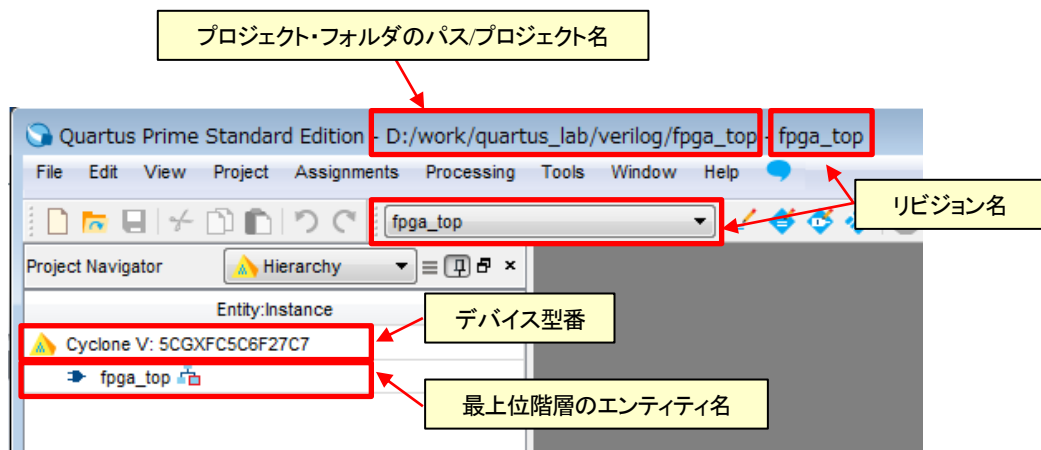 プロジェクト・フォルダのパス/プロジェクト名
Quartus Prime Standard Edition - D:/work/quartus_lab/verilog/fpga_top - fpga_top
File Edit View Project Assignments Processing Tools Window Help
リビジョン名
fpga_top
Project Navigator Hierarchy
Entity:Instance
デバイス型番
Cyclone V: 5CGXFC5C6F27C7
fpga_top
最上位階層のエンティティ名